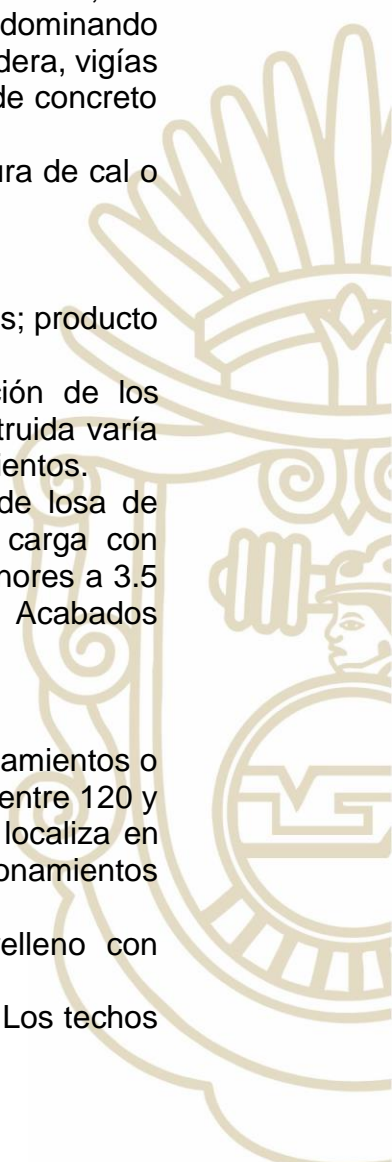 dominando
dera, vigías
de concreto
ura de cal o
s; producto
ción de los
truida varía
ientos.
de losa de
carga con
nores a 3.5
Acabados
amientos o
entre 120 y
localiza en
onamientos
elleno con
Los techos